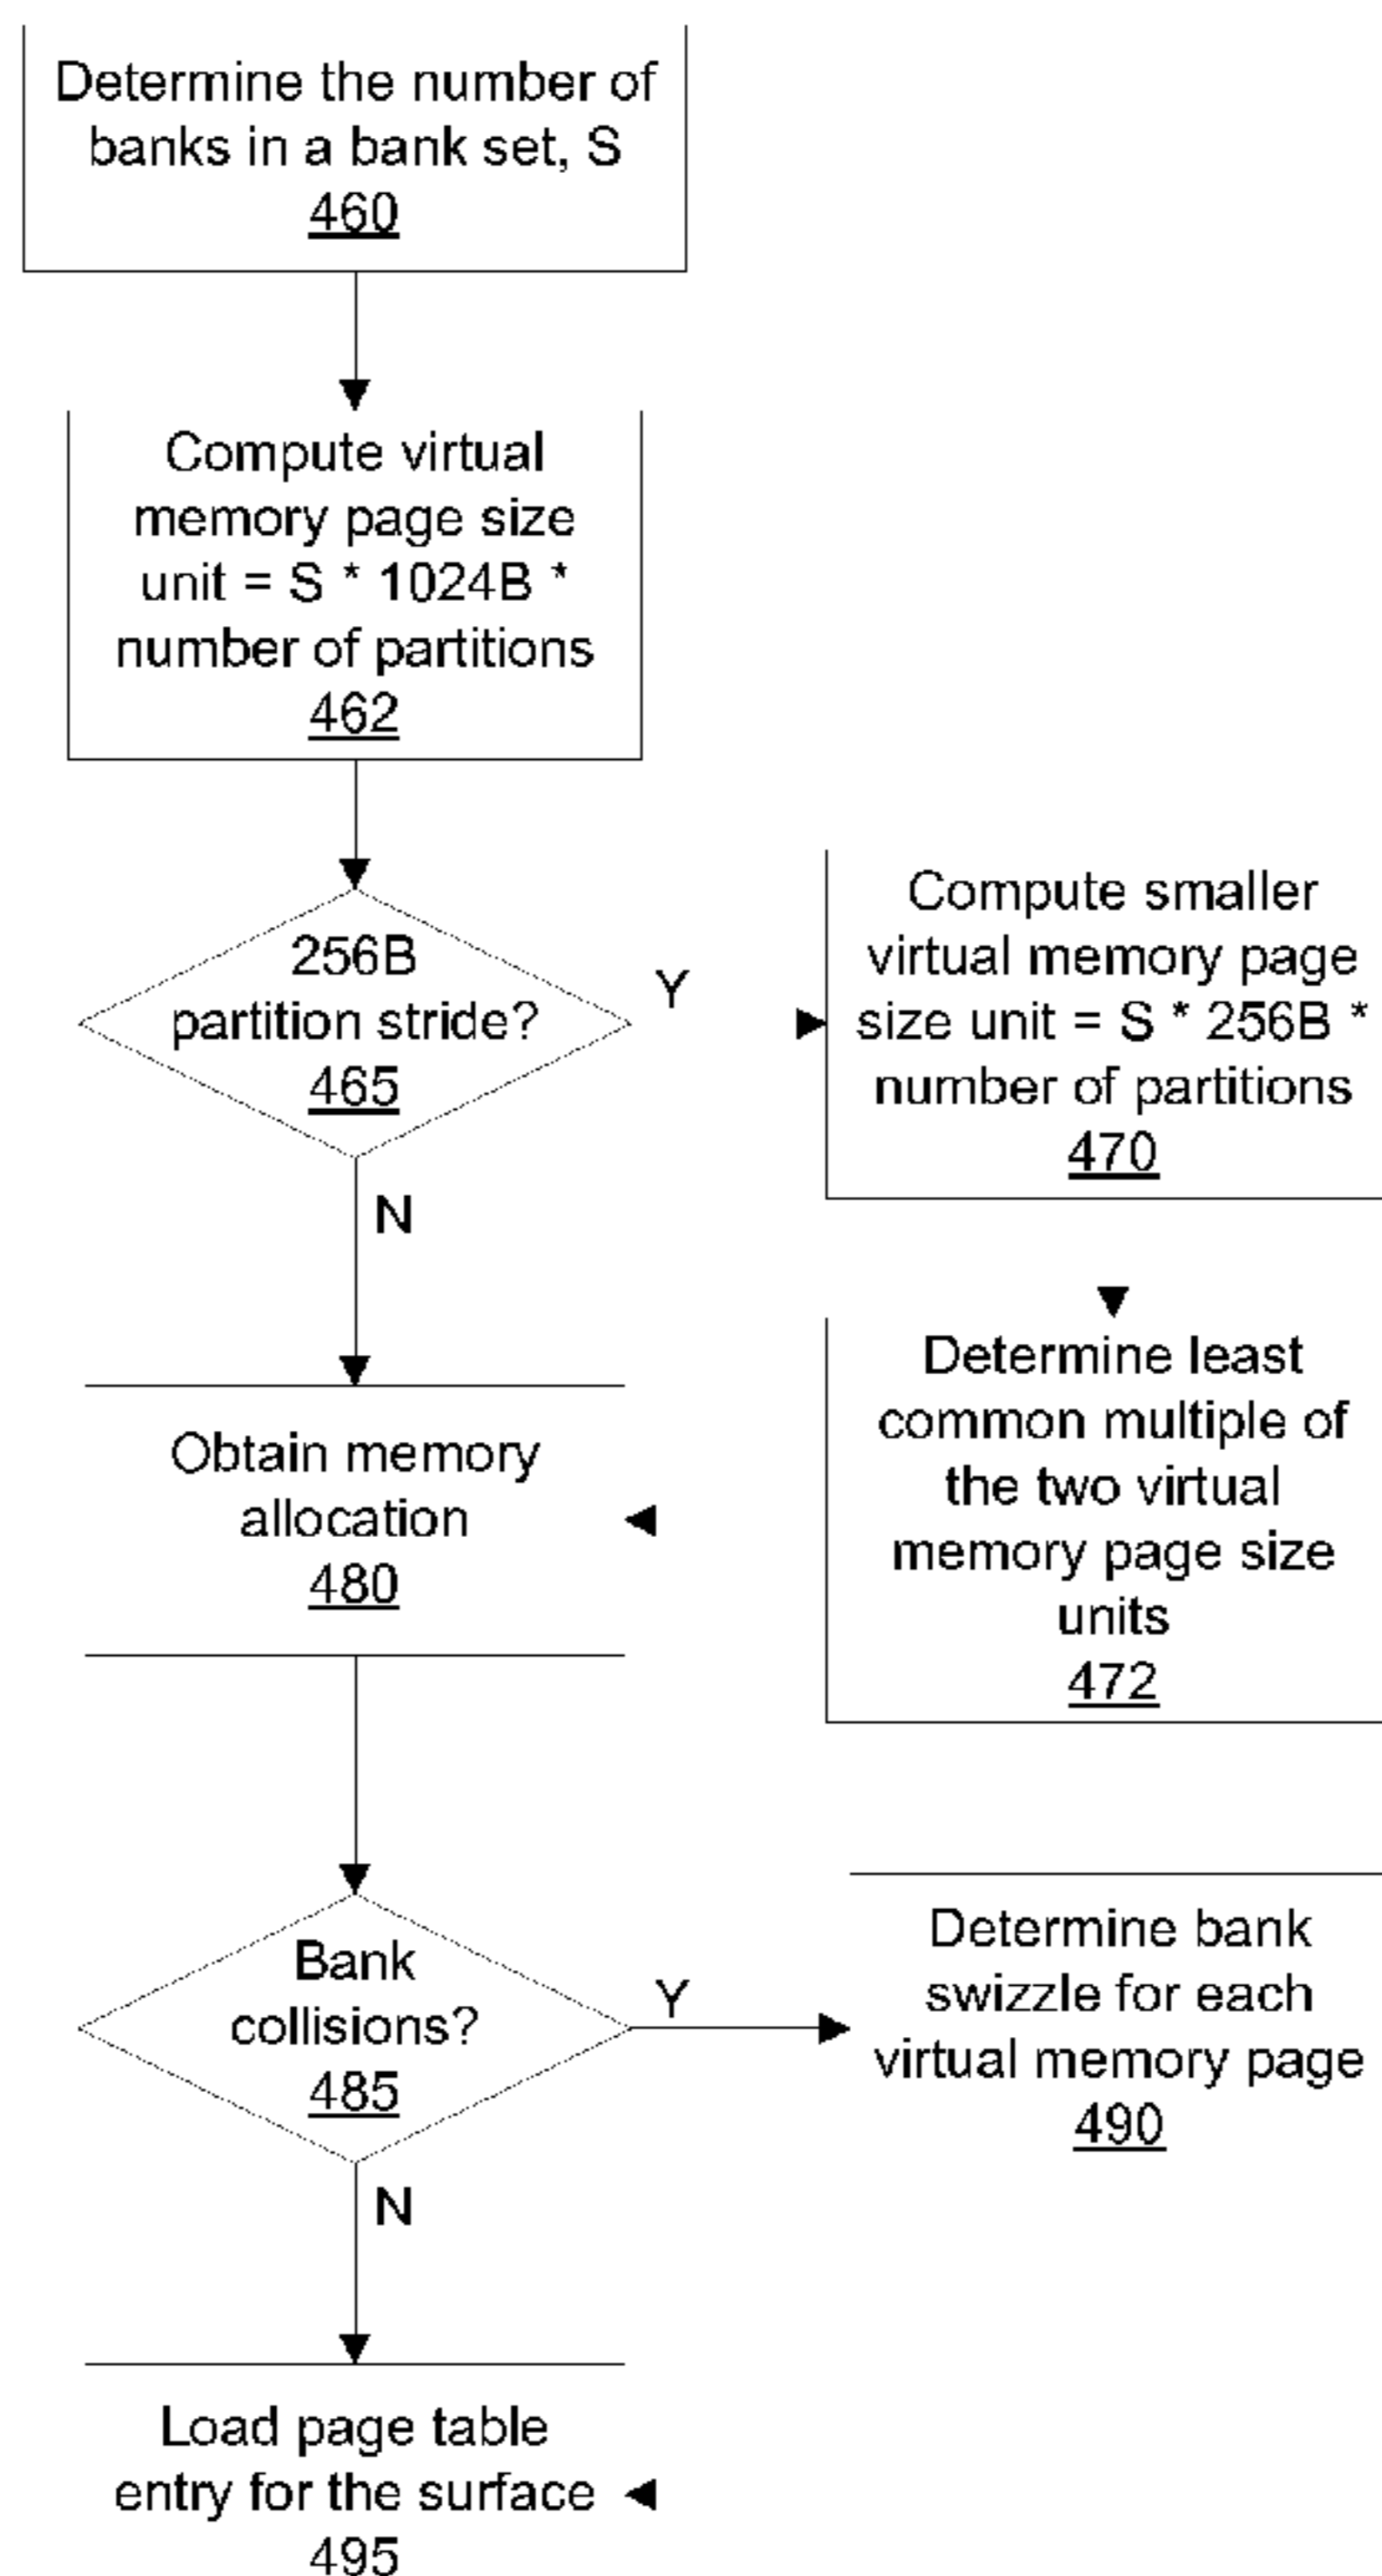 Determine the number of
banks in a bank set, S
460
Compute virtual
memory page size
unit = S * 1024B *
number of partitions
462
256B
partition stride?
465
Y
N
Compute smaller
virtual memory page
size unit = S * 256B *
number of partitions
470
Determine least
common multiple of
the two virtual
memory page size
units
472
Obtain memory
allocation
480
Bank
collisions?
485
Y
N
Determine bank
swizzle for each
virtual memory page
490
Load page table
entry for the surface
495